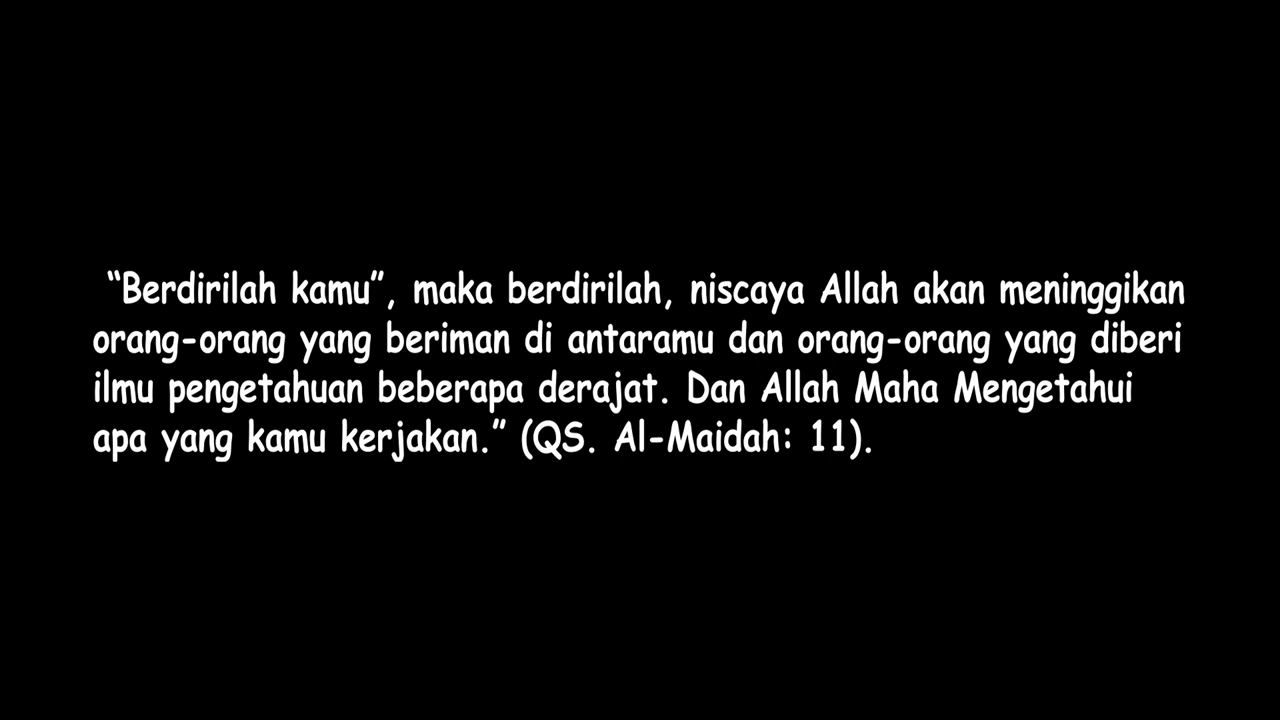 “Berdirilah kamu”, maka berdirilah, niscaya Allah akan meninggikan
orang-orang yang beriman di antaramu dan orang-orang yang diberi
ilmu pengetahuan beberapa derajat. Dan Allah Maha Mengetahui
apa yang kamu kerjakan.” (QS. Al-Maidah: 11).